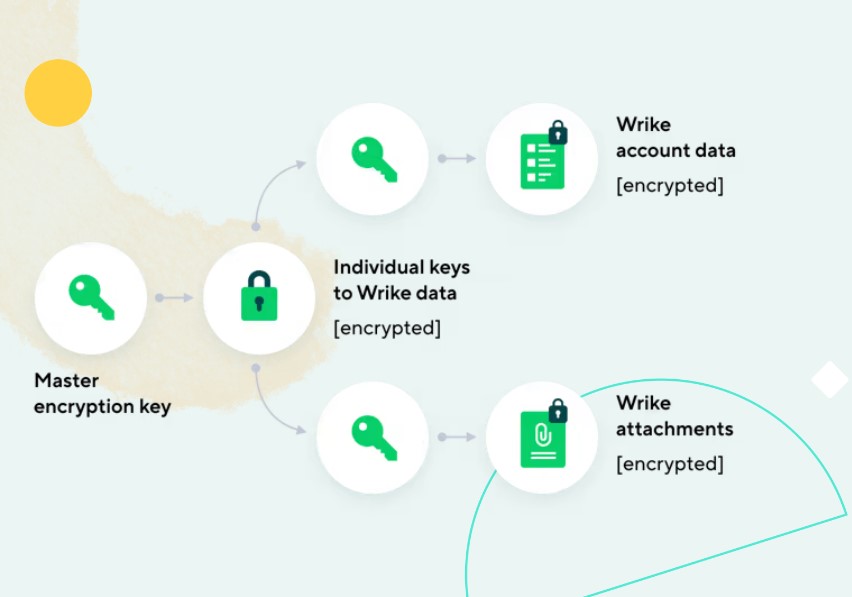 Wrike
account data
[encrypted]
Individual keys
to Wrike data
[encrypted]
Master
encryption key
Wrike
attachments
[encrypted]